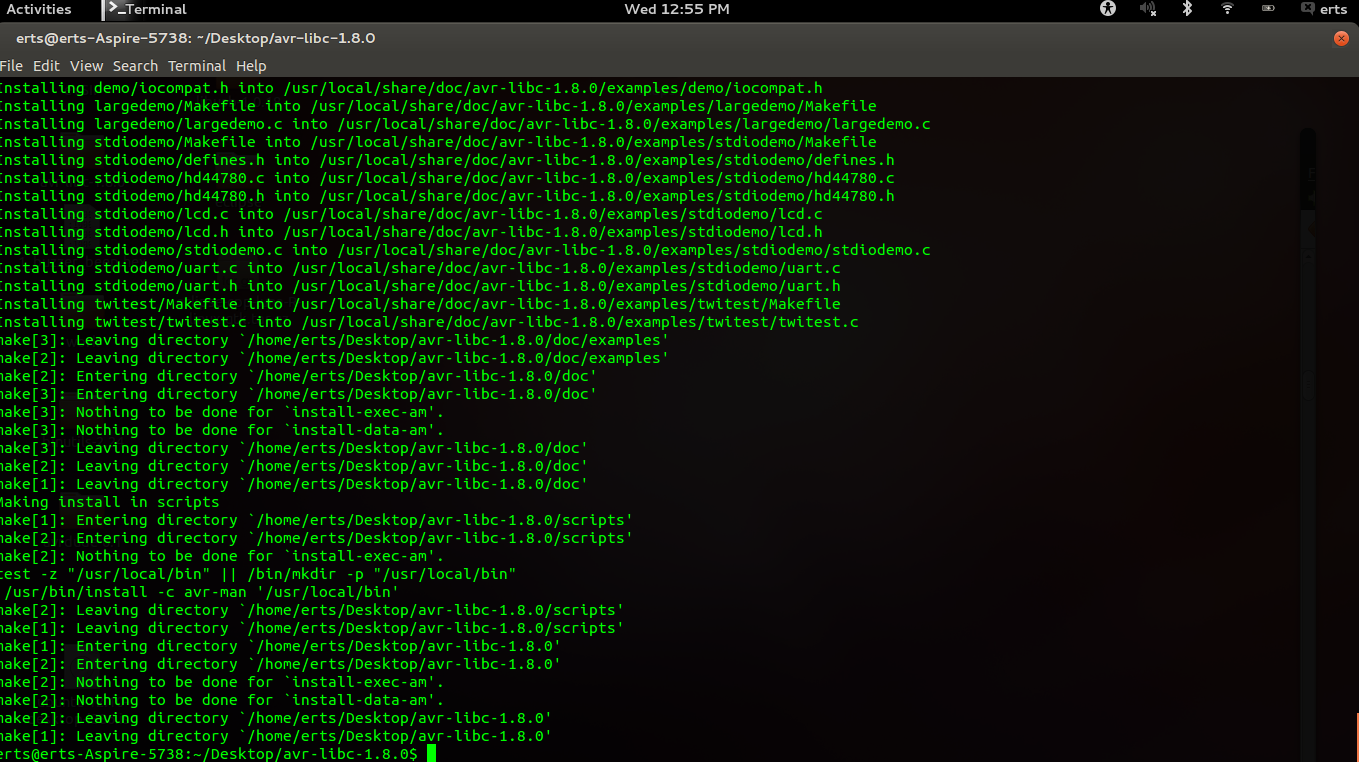 Activities
>_Terminal
Wed 12:55 PM
erts
erts@erts-Aspire-5738: ~/Desktop/avr-libc-1.8.0
File Edit View Search Terminal Help
Installing demo/iocompat.h into /usr/local/share/doc/avr-libc-1.8.0/examples/demo/iocompat.h
Installing largedemo/Makefile into /usr/local/share/doc/avr-libc-1.8.0/examples/largedemo/Makefile
Installing largedemo/largedemo.c into /usr/local/share/doc/avr-libc-1.8.0/examples/largedemo/largedemo.c
Installing stdiodemo/Makefile into /usr/local/share/doc/avr-libc-1.8.0/examples/stdiodemo/Makefile
Installing stdiodemo/defines.h into /usr/local/share/doc/avr-libc-1.8.0/examples/stdiodemo/defines.h
Installing stdiodemo/hd44780.c into /usr/local/share/doc/avr-libc-1.8.0/examples/stdiodemo/hd44780.c
Installing stdiodemo/hd44780.h into /usr/local/share/doc/avr-libc-1.8.0/examples/stdiodemo/hd44780.h
Installing stdiodemo/lcd.c into /usr/local/share/doc/avr-libc-1.8.0/examples/stdiodemo/lcd.c
Installing stdiodemo/lcd.h into /usr/local/share/doc/avr-libc-1.8.0/examples/stdiodemo/lcd.h
Installing stdiodemo/stdiodemo.c into /usr/local/share/doc/avr-libc-1.8.0/examples/stdiodemo/stdiodemo.c
Installing stdiodemo/uart.c into /usr/local/share/doc/avr-libc-1.8.0/examples/stdiodemo/uart.c
Installing stdiodemo/uart.h into /usr/local/share/doc/avr-libc-1.8.0/examples/stdiodemo/uart.h
Installing twitest/Makefile into /usr/local/share/doc/avr-libc-1.8.0/examples/twitest/Makefile
Installing twitest/twitest.c into /usr/local/share/doc/avr-libc-1.8.0/examples/twitest/twitest.c
make[3]: Leaving directory `/home/erts/Desktop/avr-libc-1.8.0/doc/examples'
make[2]: Leaving directory `/home/erts/Desktop/avr-libc-1.8.0/doc/examples'
make[2]: Entering directory `/home/erts/Desktop/avr-libc-1.8.0/doc'
make[3]: Entering directory `/home/erts/Desktop/avr-libc-1.8.0/doc'
make[3]: Nothing to be done for `install-exec-am'.
make[3]: Nothing to be done for `install-data-am'.
make[3]: Leaving directory `/home/erts/Desktop/avr-libc-1.8.0/doc'
make[2]: Leaving directory `/home/erts/Desktop/avr-libc-1.8.0/doc'
make[1]: Leaving directory `/home/erts/Desktop/avr-libc-1.8.0/doc'
Making install in scripts
make[1]: Entering directory `/home/erts/Desktop/avr-libc-1.8.0/scripts'
make[2]: Entering directory `/home/erts/Desktop/avr-libc-1.8.0/scripts'
make[2]: Nothing to be done for `install-exec-am'.
test -z "/usr/local/bin" || /bin/mkdir -p "/usr/local/bin"
/usr/bin/install -c avr-man '/usr/local/bin'
make[2]: Leaving directory `/home/erts/Desktop/avr-libc-1.8.0/scripts'
make[1]: Leaving directory `/home/erts/Desktop/avr-libc-1.8.0/scripts'
make[1]: Entering directory `/home/erts/Desktop/avr-libc-1.8.0'
make[2]: Entering directory `/home/erts/Desktop/avr-libc-1.8.0'
make[2]: Nothing to be done for `install-exec-am'.
make[2]: Nothing to be done for `install-data-am'.
make[2]: Leaving directory `/home/erts/Desktop/avr-libc-1.8.0'
make[1]: Leaving directory `/home/erts/Desktop/avr-libc-1.8.0'
erts@erts-Aspire-5738:~/Desktop/avr-libc-1.8.0$